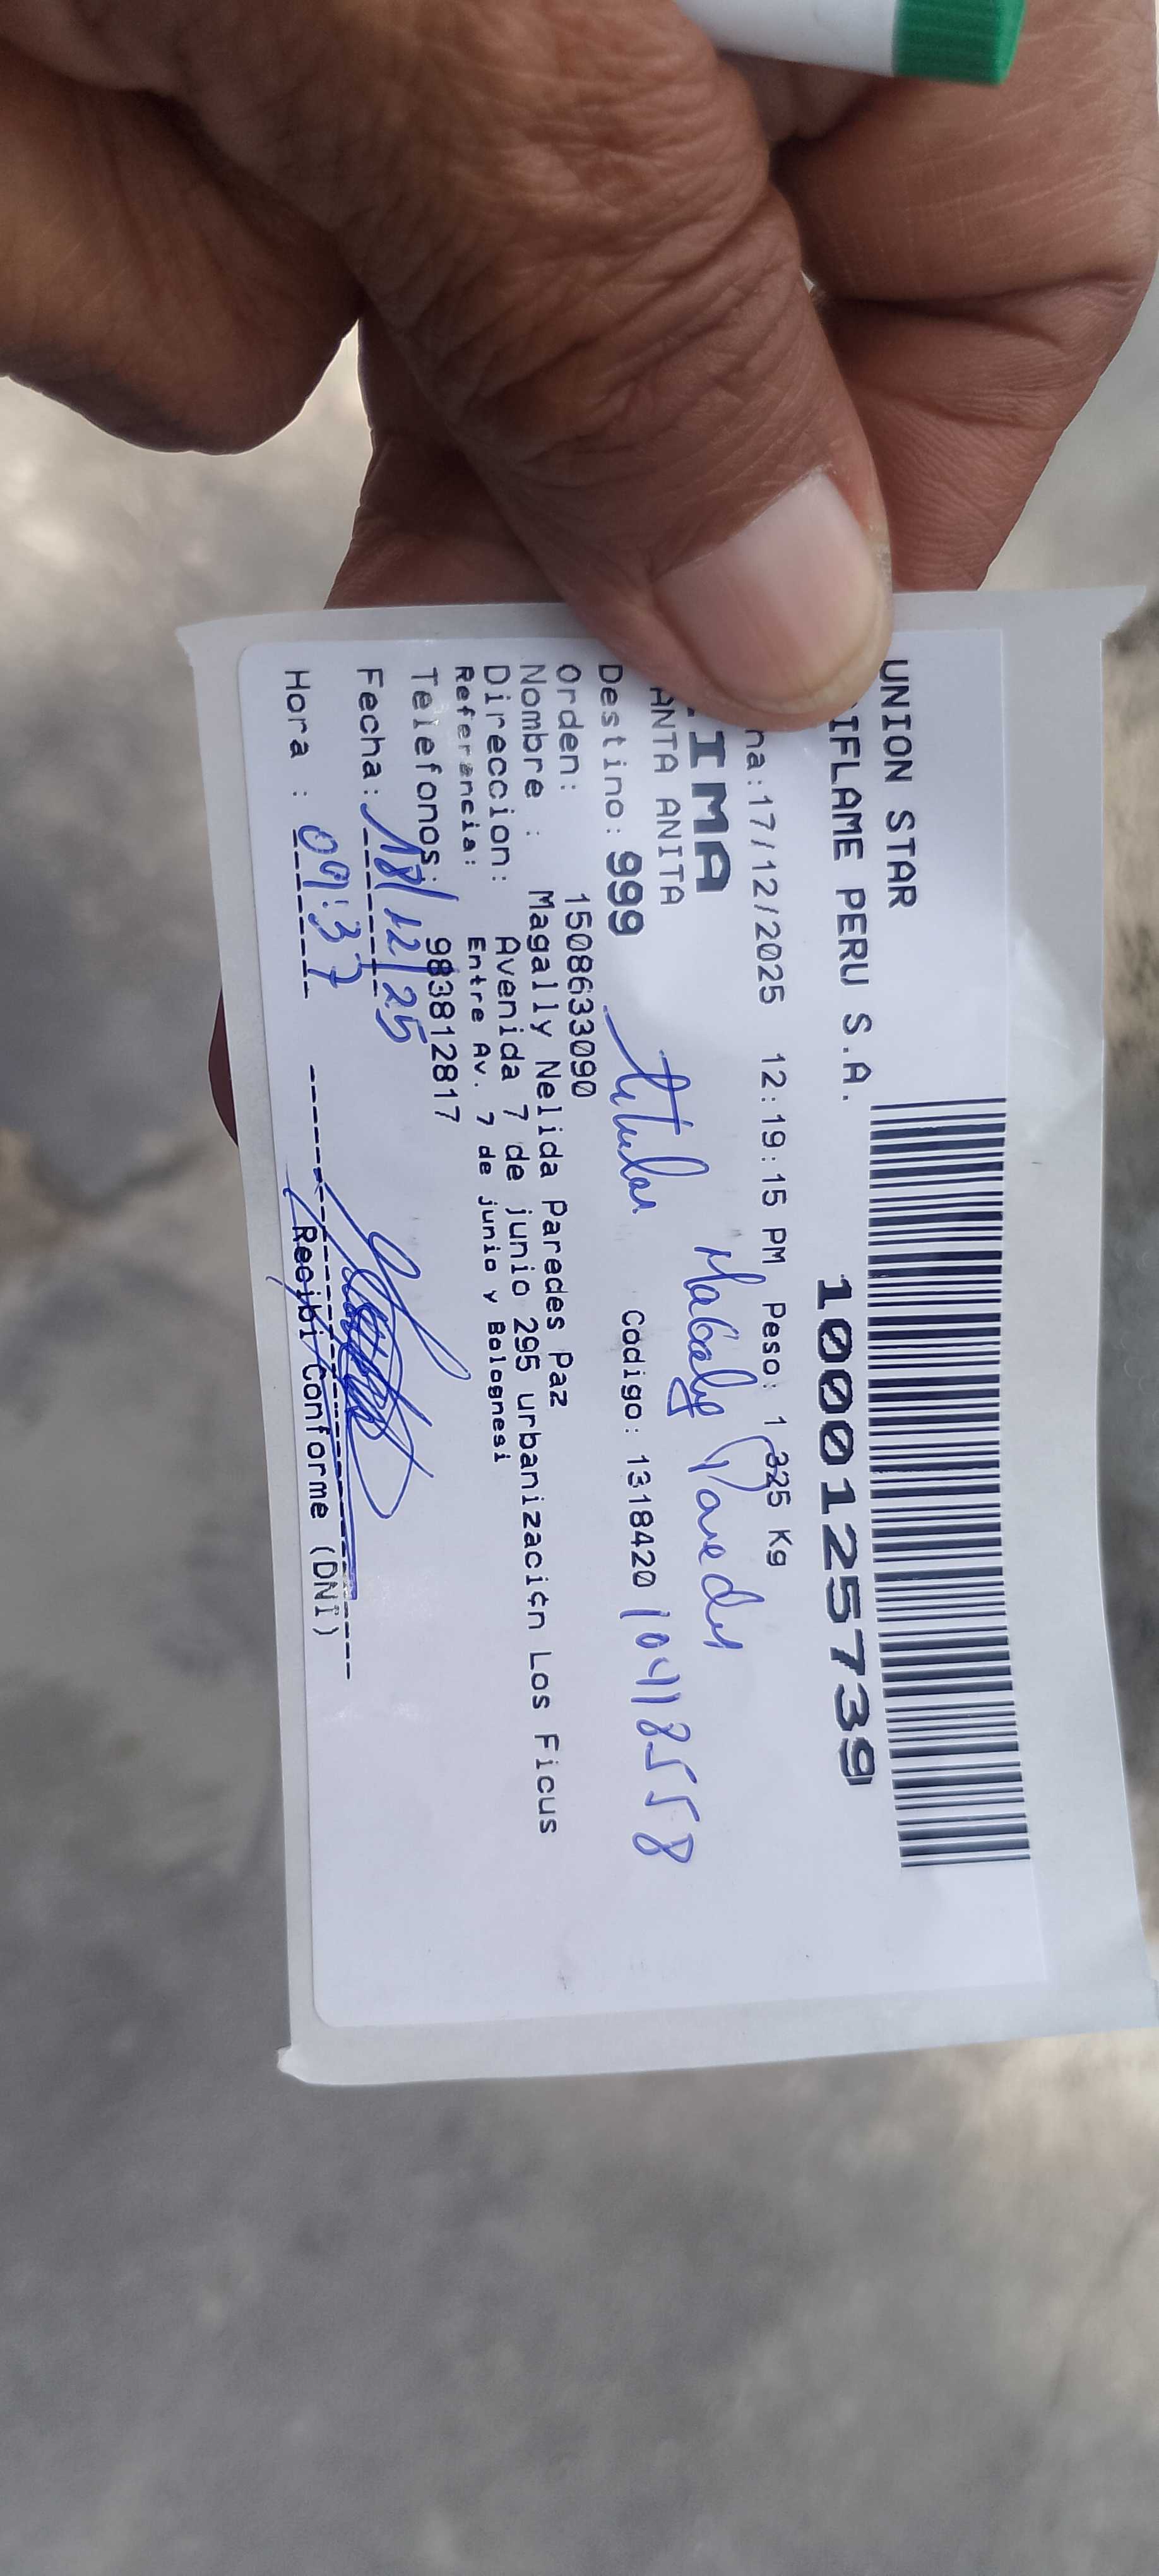 UNION STAR
IFLAME PERU S.A.
10001257739
na:17/12/2025 12:19:15 PM Peso: 1 325 Kg
IMA
ANTA ANITA
Magaly Paredes
Destino: 999 titular Codigo: 1318420 10418558
Orden: 1508633090
Nombre : Magally Nelida Paredes Paz
Direccion: Avenida 7 de junio 295 urbanizaci¢n Los Ficus
Referencia: Entre Av. 7 de junio y Bolognesi
Telefonos: 983812817
Fecha: 18/12/25
Hora : 09:37
Recibi Conforme (DNI)